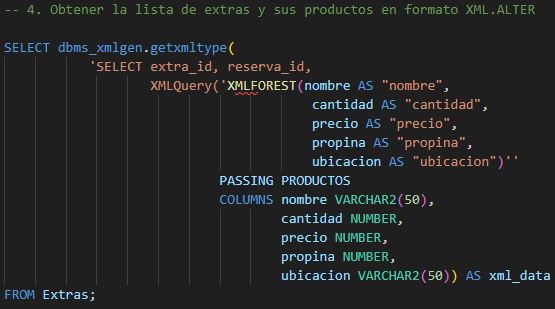 -- 4. Obtener la lista de extras y sus productos en formato XML.ALTER
SELECT dbms_xmlgen.getxmltype(
'SELECT extra_id, reserva_id,
XMLQuery('XMLFOREST(nombre AS "nombre",
cantidad AS "cantidad",
precio AS "precio",
propina AS "propina",
ubicacion AS "ubicacion")''
PASSING PRODUCTOS
COLUMNS nombre VARCHAR2(50),
cantidad NUMBER,
precio NUMBER,
propina NUMBER,
ubicacion VARCHAR2(50)) AS xml_data
FROM Extras;